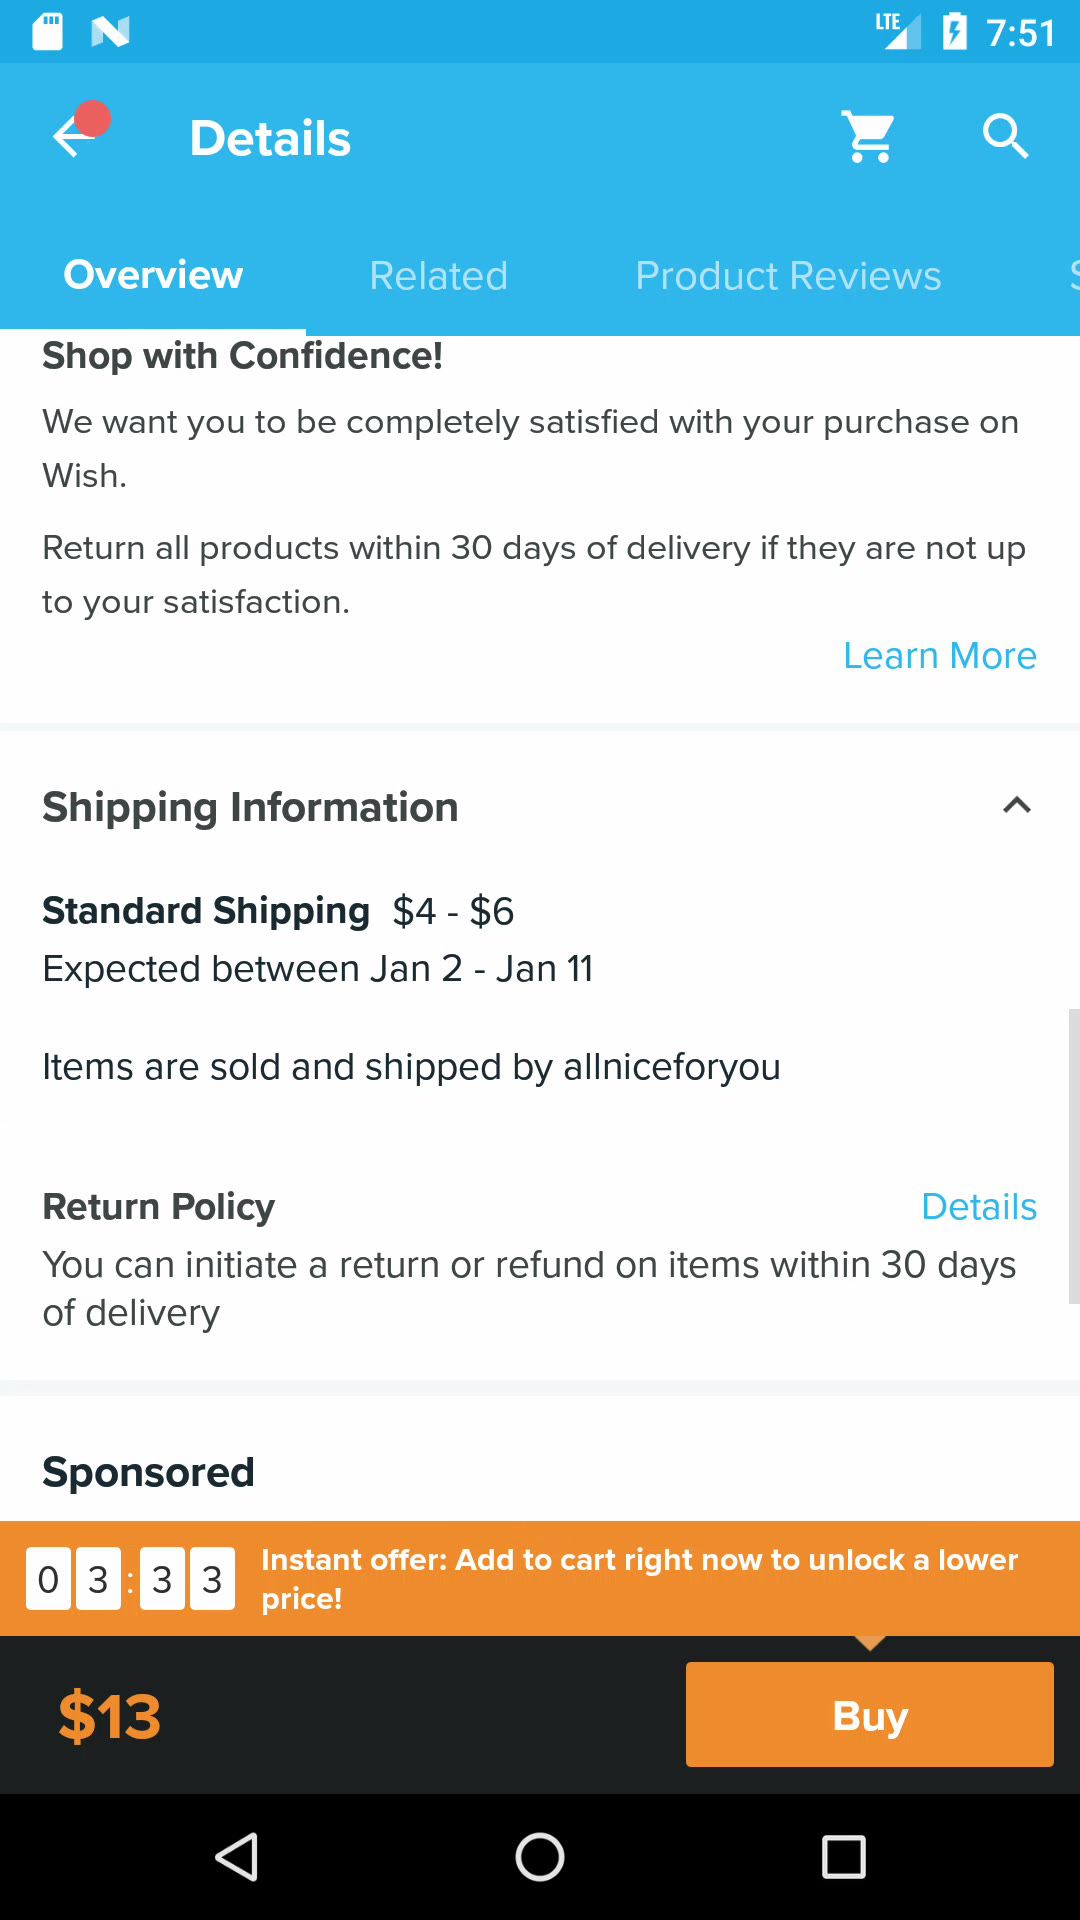 LTE 7:51
Details
Overview Related Product Reviews S
Shop with Confidence!
We want you to be completely satisfied with your purchase on
Wish.
Return all products within 30 days of delivery if they are not up
to your satisfaction.
Learn More
Shipping Information
Standard Shipping $4 - $6
Expected between Jan 2 - Jan 11
Items are sold and shipped by allniceforyou
Return Policy Details
You can initiate a return or refund on items within 30 days
of delivery
Sponsored
03:33 Instant offer: Add to cart right now to unlock a lower
price!
$13 Buy